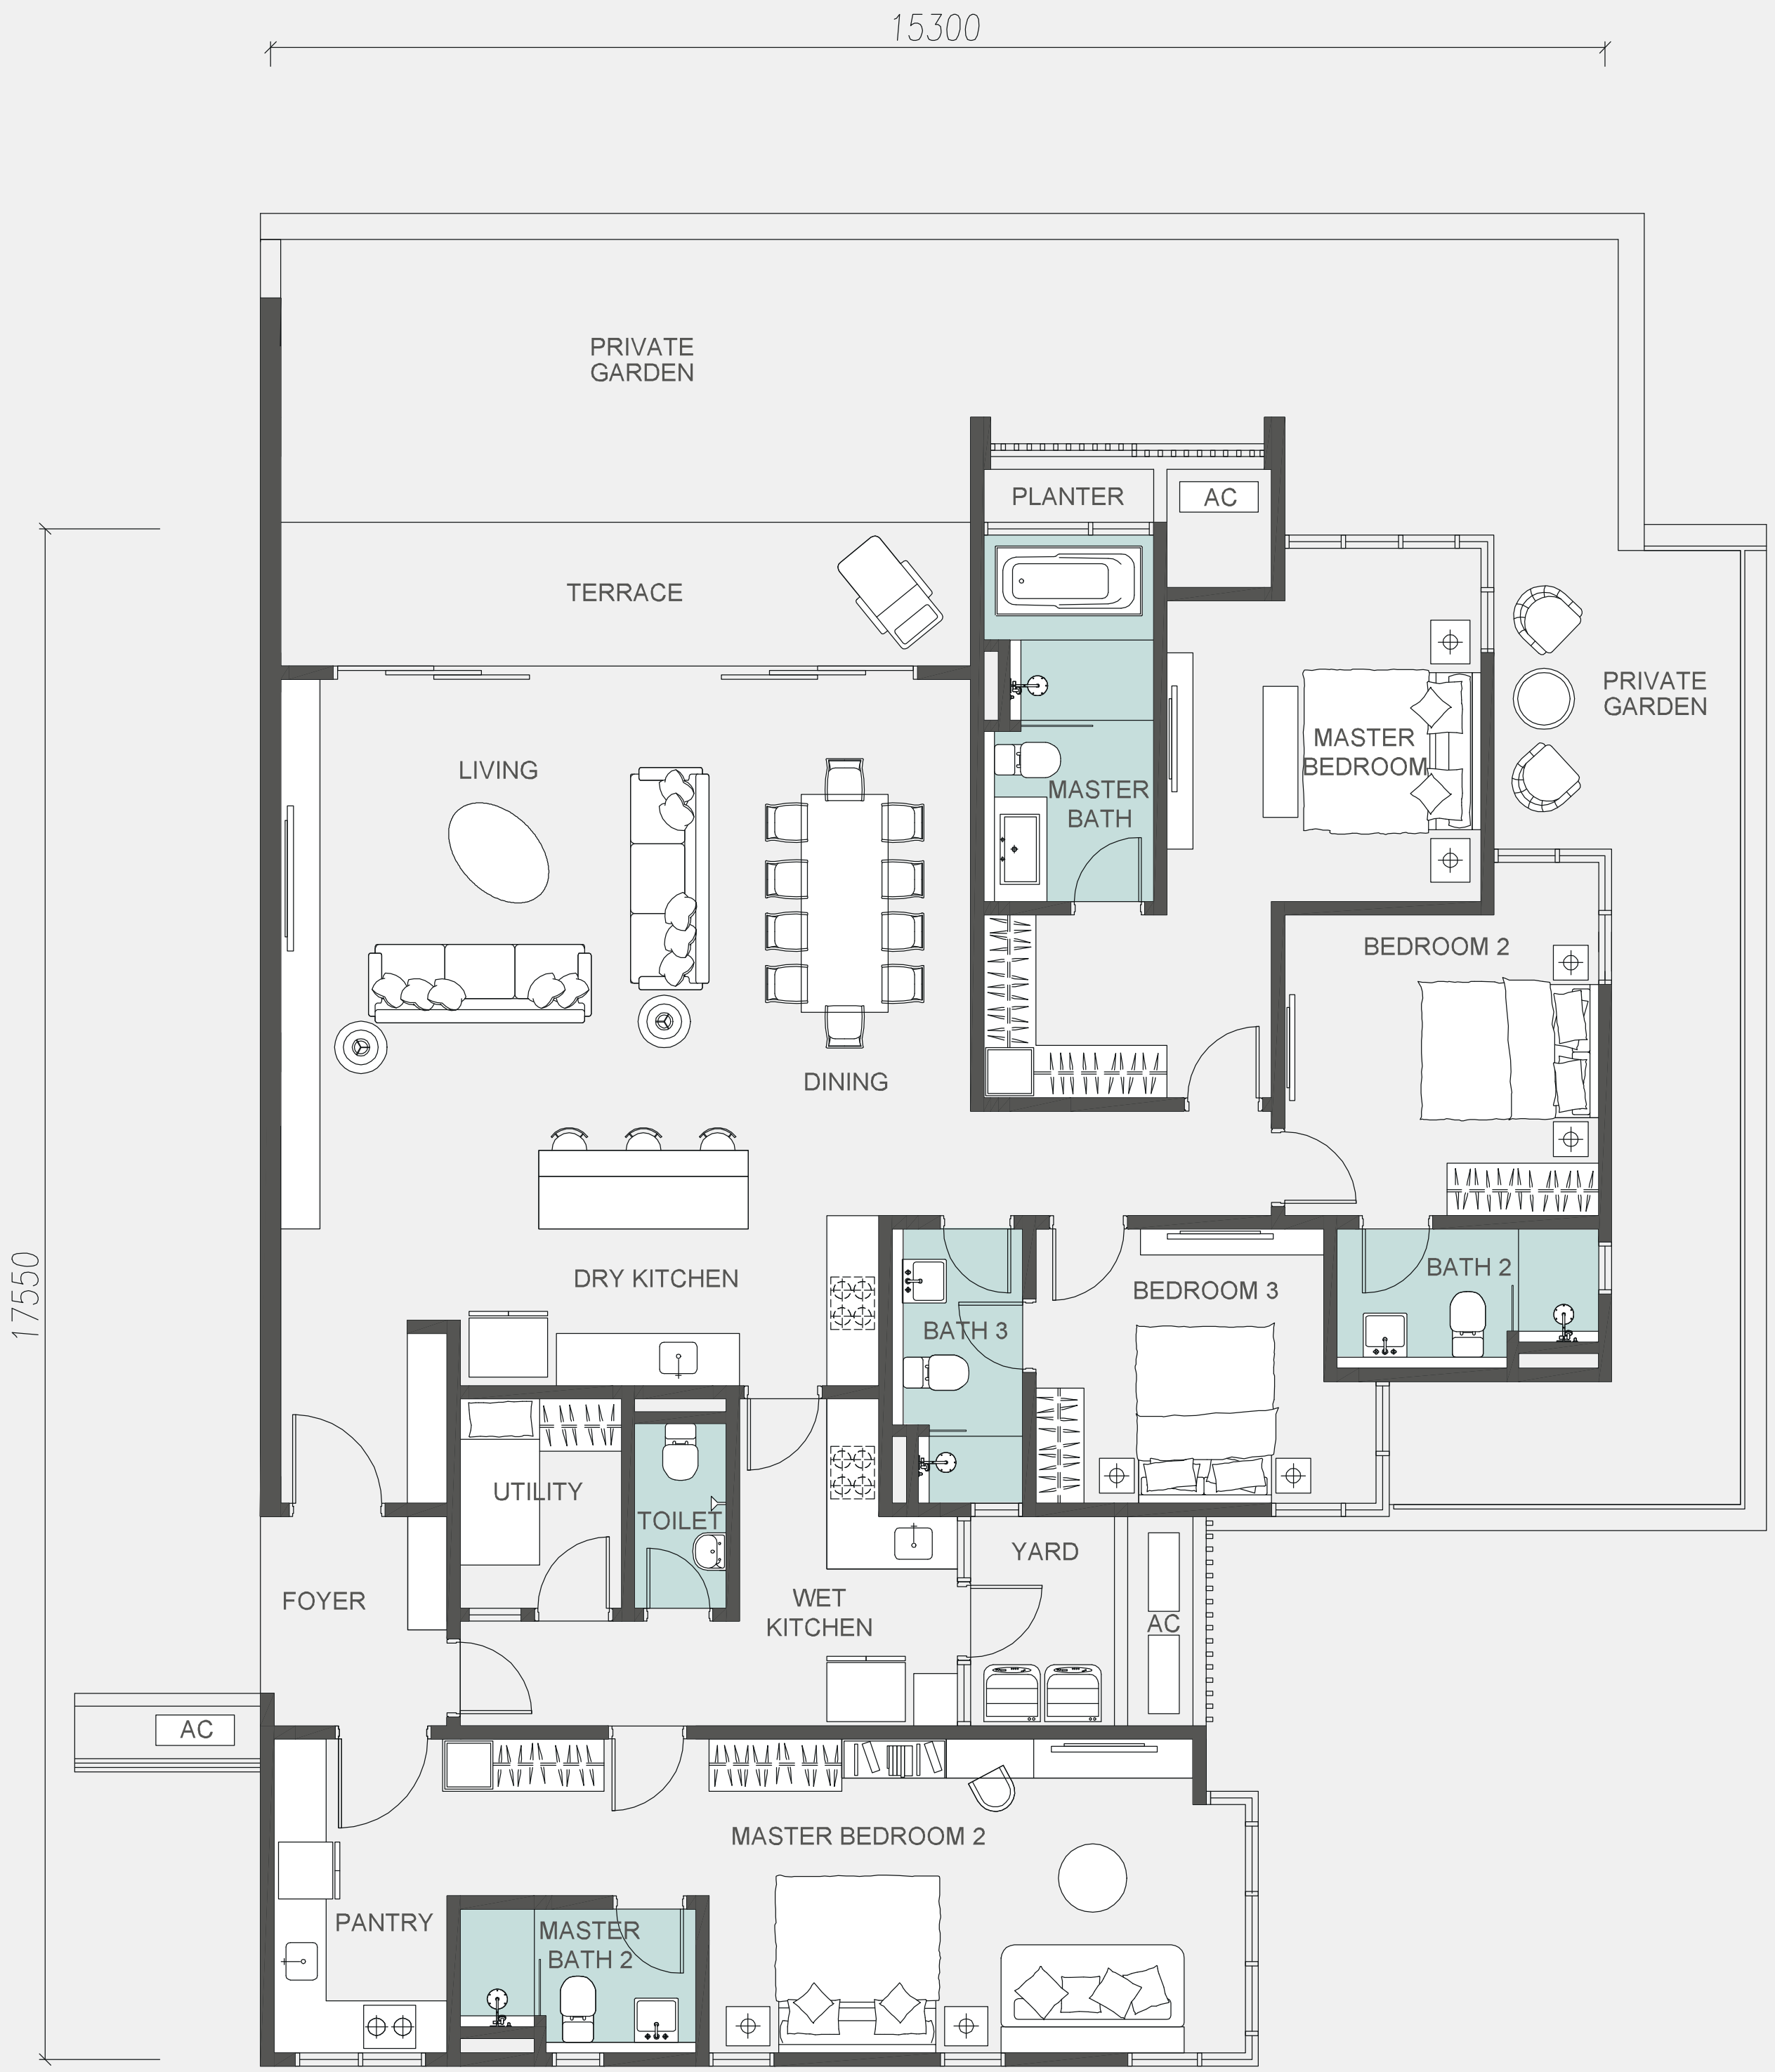 15300
PRIVATE
GARDEN
PLANTER
AC
TERRACE
PRIVATE
GARDEN
MASTER
BEDROOM
LIVING
MASTER
BATH
BEDROOM 2
DINING
17550
DRY KITCHEN
BATH 2
BEDROOM 3
BATH 3
UTILITY
TOILET
YARD
FOYER
WET
KITCHEN
AC
AC
MASTER BEDROOM 2
PANTRY
MASTER
BATH 2